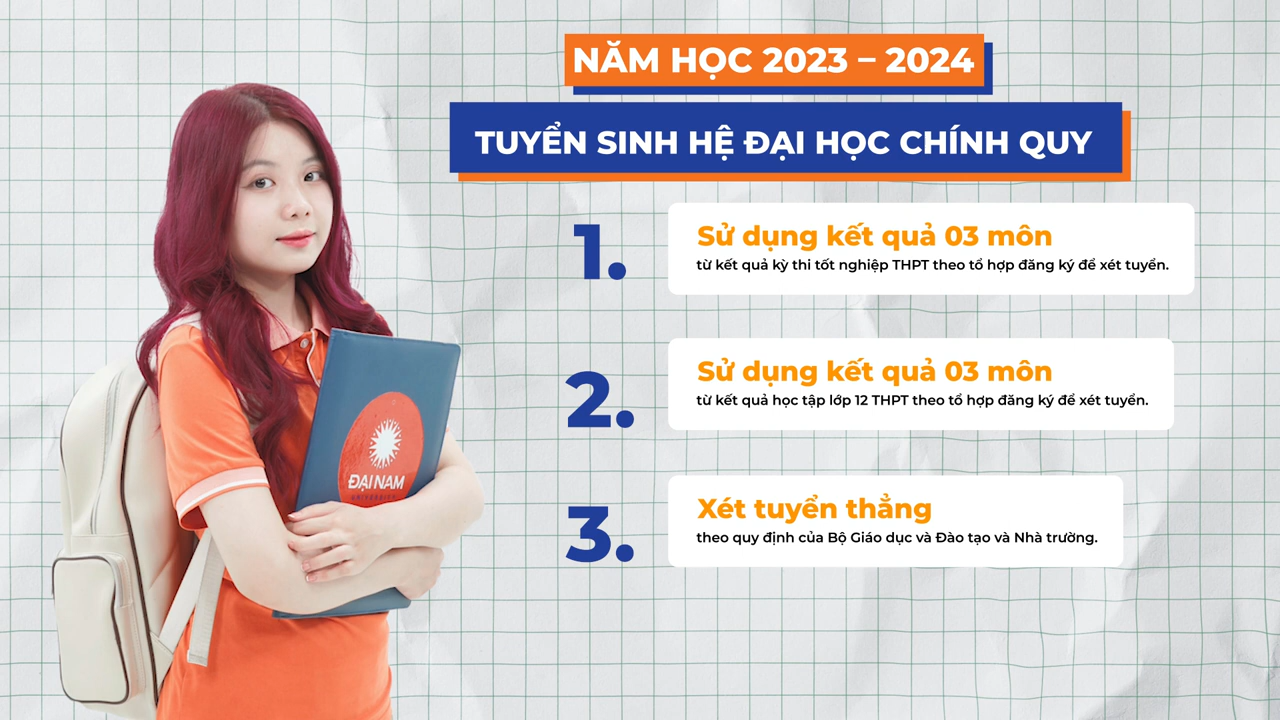 NĂM HỌC 2023 – 2024
TUYỂN SINH HỆ ĐẠI HỌC CHÍNH QUY
1.
Sử dụng kết quả 03 môn
từ kết quả kỳ thi tốt nghiệp THPT theo tổ hợp đăng ký để xét tuyển.
2.
Sử dụng kết quả 03 môn
từ kết quả học tập lớp 12 THPT theo tổ hợp đăng ký để xét tuyển.
3.
Xét tuyển thẳng
theo quy định của Bộ Giáo dục và Đào tạo và Nhà trường.
ĐẠI NAM
UNIVERSITY